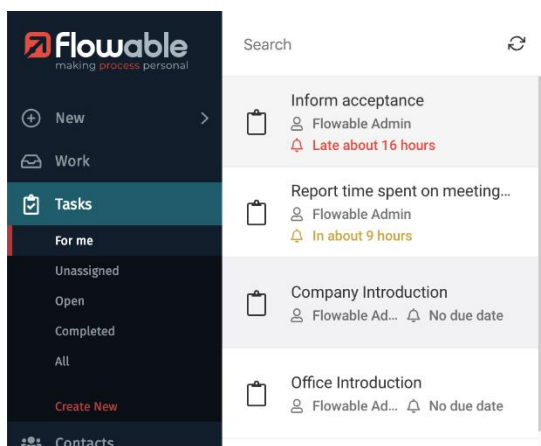 Flowable
making process personal
New
Work
Tasks
For me
Unassigned
Open
Completed
All
Create New
Contacts
Search
Inform acceptance
Flowable Admin
Late about 16 hours
Report time spent on meeting...
Flowable Admin
In about 9 hours
Company Introduction
Flowable Ad... No due date
Office Introduction
Flowable Ad... No due date